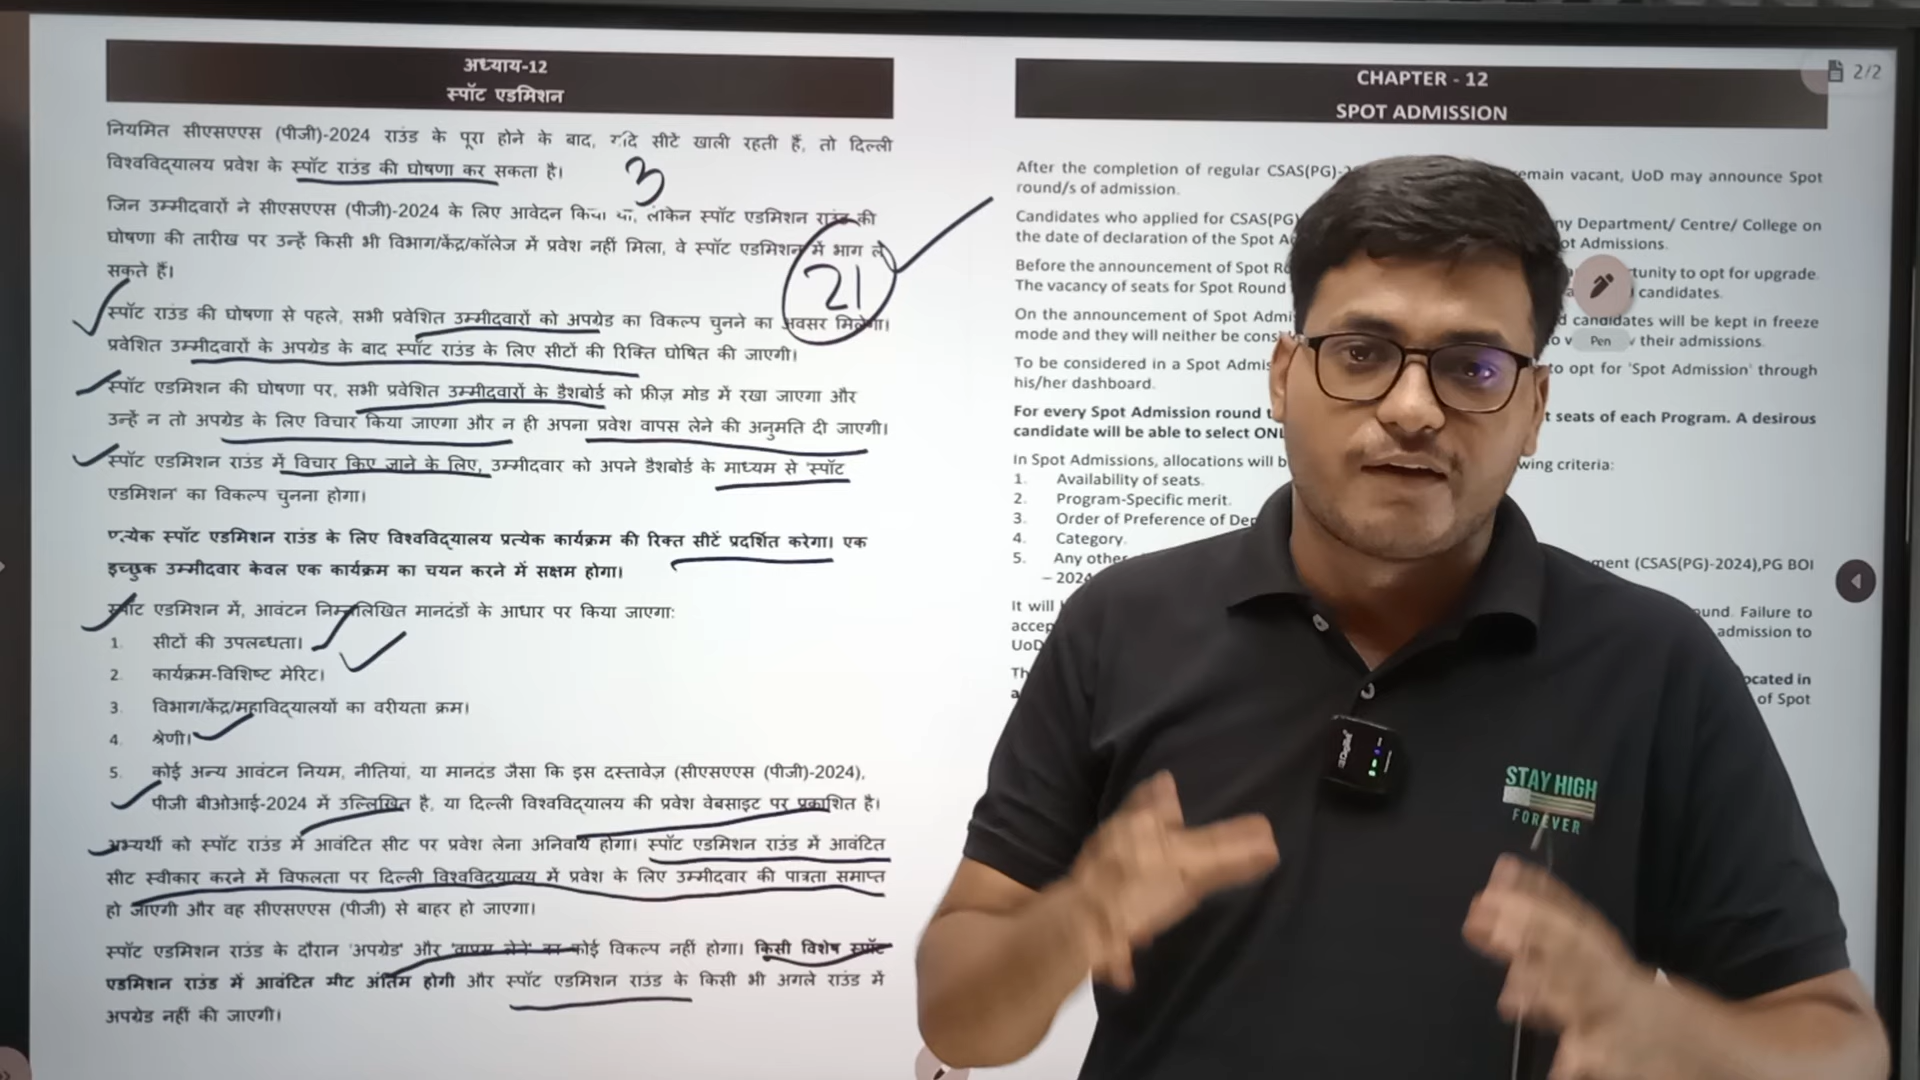 अध्याय-12
स्पॉट एडमिशन
नियमित सीएसएएस (पीजी)-2024 राउंड के पूरा होने के बाद, सीटें खाली रहती हैं, तो दिल्ली
विश्वविद्यालय प्रवेश के स्पॉट राउंड की घोषणा कर सकता है।
3
जिन उम्मीदवारों ने सीएसएएस (पीजी)-2024 के लिए आवेदन किया था, लेकिन स्पॉट एडमिशन राउंड की
घोषणा की तारीख पर उन्हें किसी भी विभाग/केंद्र/कॉलेज में प्रवेश नहीं मिला, वे स्पॉट एडमिशन में भाग ले
सकते हैं।
21
स्पॉट राउंड की घोषणा से पहले, सभी प्रवेशित उम्मीदवारों को अपग्रेड का विकल्प चुनने का अवसर मिलेगा।
प्रवेशित उम्मीदवारों के अपग्रेड के बाद स्पॉट राउंड के लिए सीटों की रिक्ति घोषित की जाएगी।
स्पॉट एडमिशन की घोषणा पर, सभी प्रवेशित उम्मीदवारों के डैशबोर्ड को फ्रीज़ मोड में रखा जाएगा और
उन्हें न तो अपग्रेड के लिए विचार किया जाएगा और न ही अपना प्रवेश वापस लेने की अनुमति दी जाएगी।
स्पॉट एडमिशन राउंड में विचार किए जाने के लिए, उम्मीदवार को अपने डैशबोर्ड के माध्यम से 'स्पॉट
एडमिशन' का विकल्प चुनना होगा।
प्रत्येक स्पॉट एडमिशन राउंड के लिए विश्वविद्यालय प्रत्येक कार्यक्रम की रिक्त सीटें प्रदर्शित करेगा। एक
इच्छुक उम्मीदवार केवल एक कार्यक्रम का चयन करने में सक्षम होगा।
स्पॉट एडमिशन में, आवंटन निम्नलिखित मानदंडों के आधार पर किया जाएगा:
1. सीटों की उपलब्धता।
2. कार्यक्रम-विशिष्ट मेरिट।
3. विभाग/केंद्र/महाविद्यालयों का वरीयता क्रम।
4. श्रेणी।
5. कोई अन्य आवंटन नियम, नीतियां, या मानदंड जैसा कि इस दस्तावेज़ (सीएसएएस (पीजी)-2024),
पीजी बीओआई-2024 में उल्लिखित है, या दिल्ली विश्वविद्यालय की प्रवेश वेबसाइट पर प्रकाशित है।
अभ्यर्थी को स्पॉट राउंड में आवंटित सीट पर प्रवेश लेना अनिवार्य होगा। स्पॉट एडमिशन राउंड में आवंटित
सीट स्वीकार करने में विफलता पर दिल्ली विश्वविद्यालय में प्रवेश के लिए उम्मीदवार की पात्रता समाप्त
हो जाएगी और वह सीएसएएस (पीजी) से बाहर हो जाएगा।
स्पॉट एडमिशन राउंड के दौरान 'अपग्रेड' और 'वापस लेने' का कोई विकल्प नहीं होगा। किसी विशेष स्पॉट
एडमिशन राउंड में आवंटित सीट अंतिम होगी और स्पॉट एडमिशन राउंड के किसी भी अगले राउंड में
अपग्रेड नहीं की जाएगी।
CHAPTER - 12
SPOT ADMISSION
2/2
After the completion of regular CSAS(PG)- remain vacant, UoD may announce Spot
round/s of admission.
Candidates who applied for CSAS(PG) Department/ Centre/ College on
the date of declaration of the Spot Admissions.
Before the announcement of Spot to opt for upgrade.
The vacancy of seats for Spot Round candidates.
On the announcement of Spot candidates will be kept in freeze
mode and they will neither be their admissions.
Pen
To be considered in a Spot to opt for 'Spot Admission' through
his/her dashboard.
For every Spot Admission round seats of each Program. A desirous
candidate will be able to select
In Spot Admissions, allocations will criteria:
1. Availability of seats.
2. Program-Specific merit.
3. Order of Preference of
4. Category.
5. Any other (CSAS(PG)-2024),PG BOI
– 2024
It will Failure to
admission to
UoD
of Spot
STAY HIGH
FOREVER